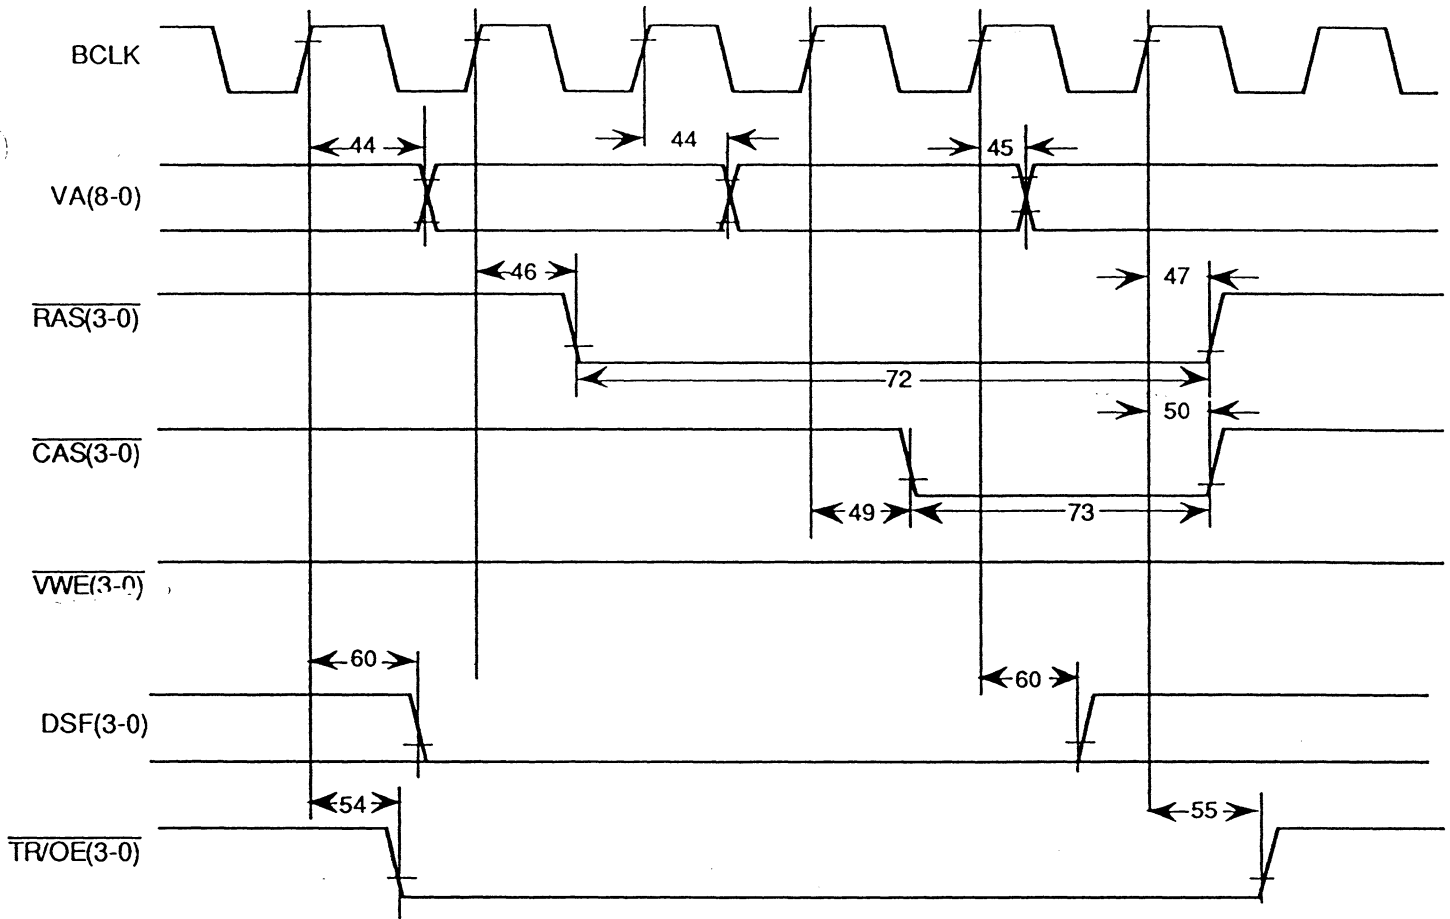 BCLK
44
44
45
VA(8-0)
46
47
RAS(3-0)
72
50
CAS(3-0)
49
73
VWE(3-0)
60
60
DSF(3-0)
54
55
TR/OE(3-0)